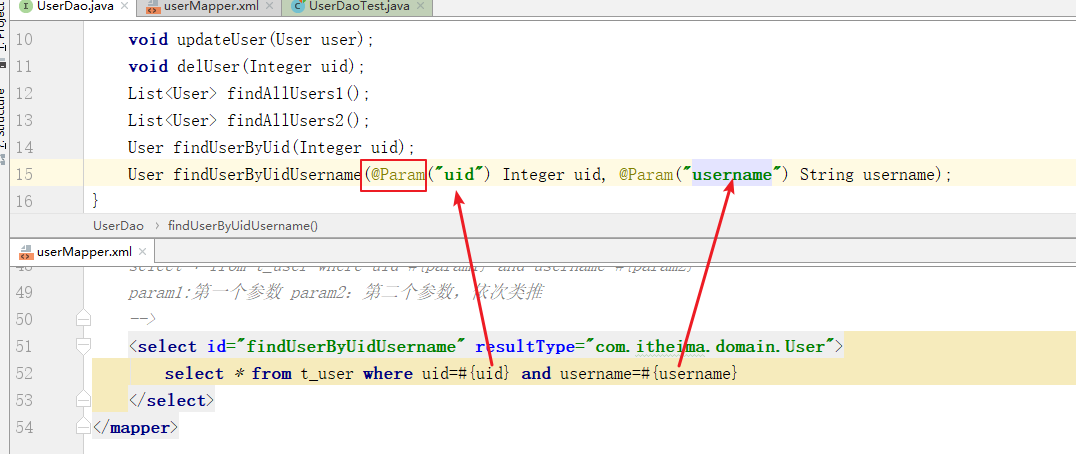 1: Project
UserDao.java × userMapper.xml × UserDaoTest.java ×
10 void updateUser(User user);
11 void delUser(Integer uid);
12 List<User> findAllUsers1();
13 List<User> findAllUsers2();
14 User findUserByUid(Integer uid);
15 User findUserByUidUsername(@Param("uid") Integer uid, @Param("username") String username);
16 }
Z: Structure
UserDao › findUserByUidUsername()
userMapper.xml ×
48 select * from t_user where uid=#{param1} and username=#{param2}
49 param1:第一个参数 param2：第二个参数，依次类推
50 -->
51 <select id="findUserByUidUsername" resultType="com.itheima.domain.User">
52 select * from t_user where uid=#{uid} and username=#{username}
53 </select>
54 </mapper>